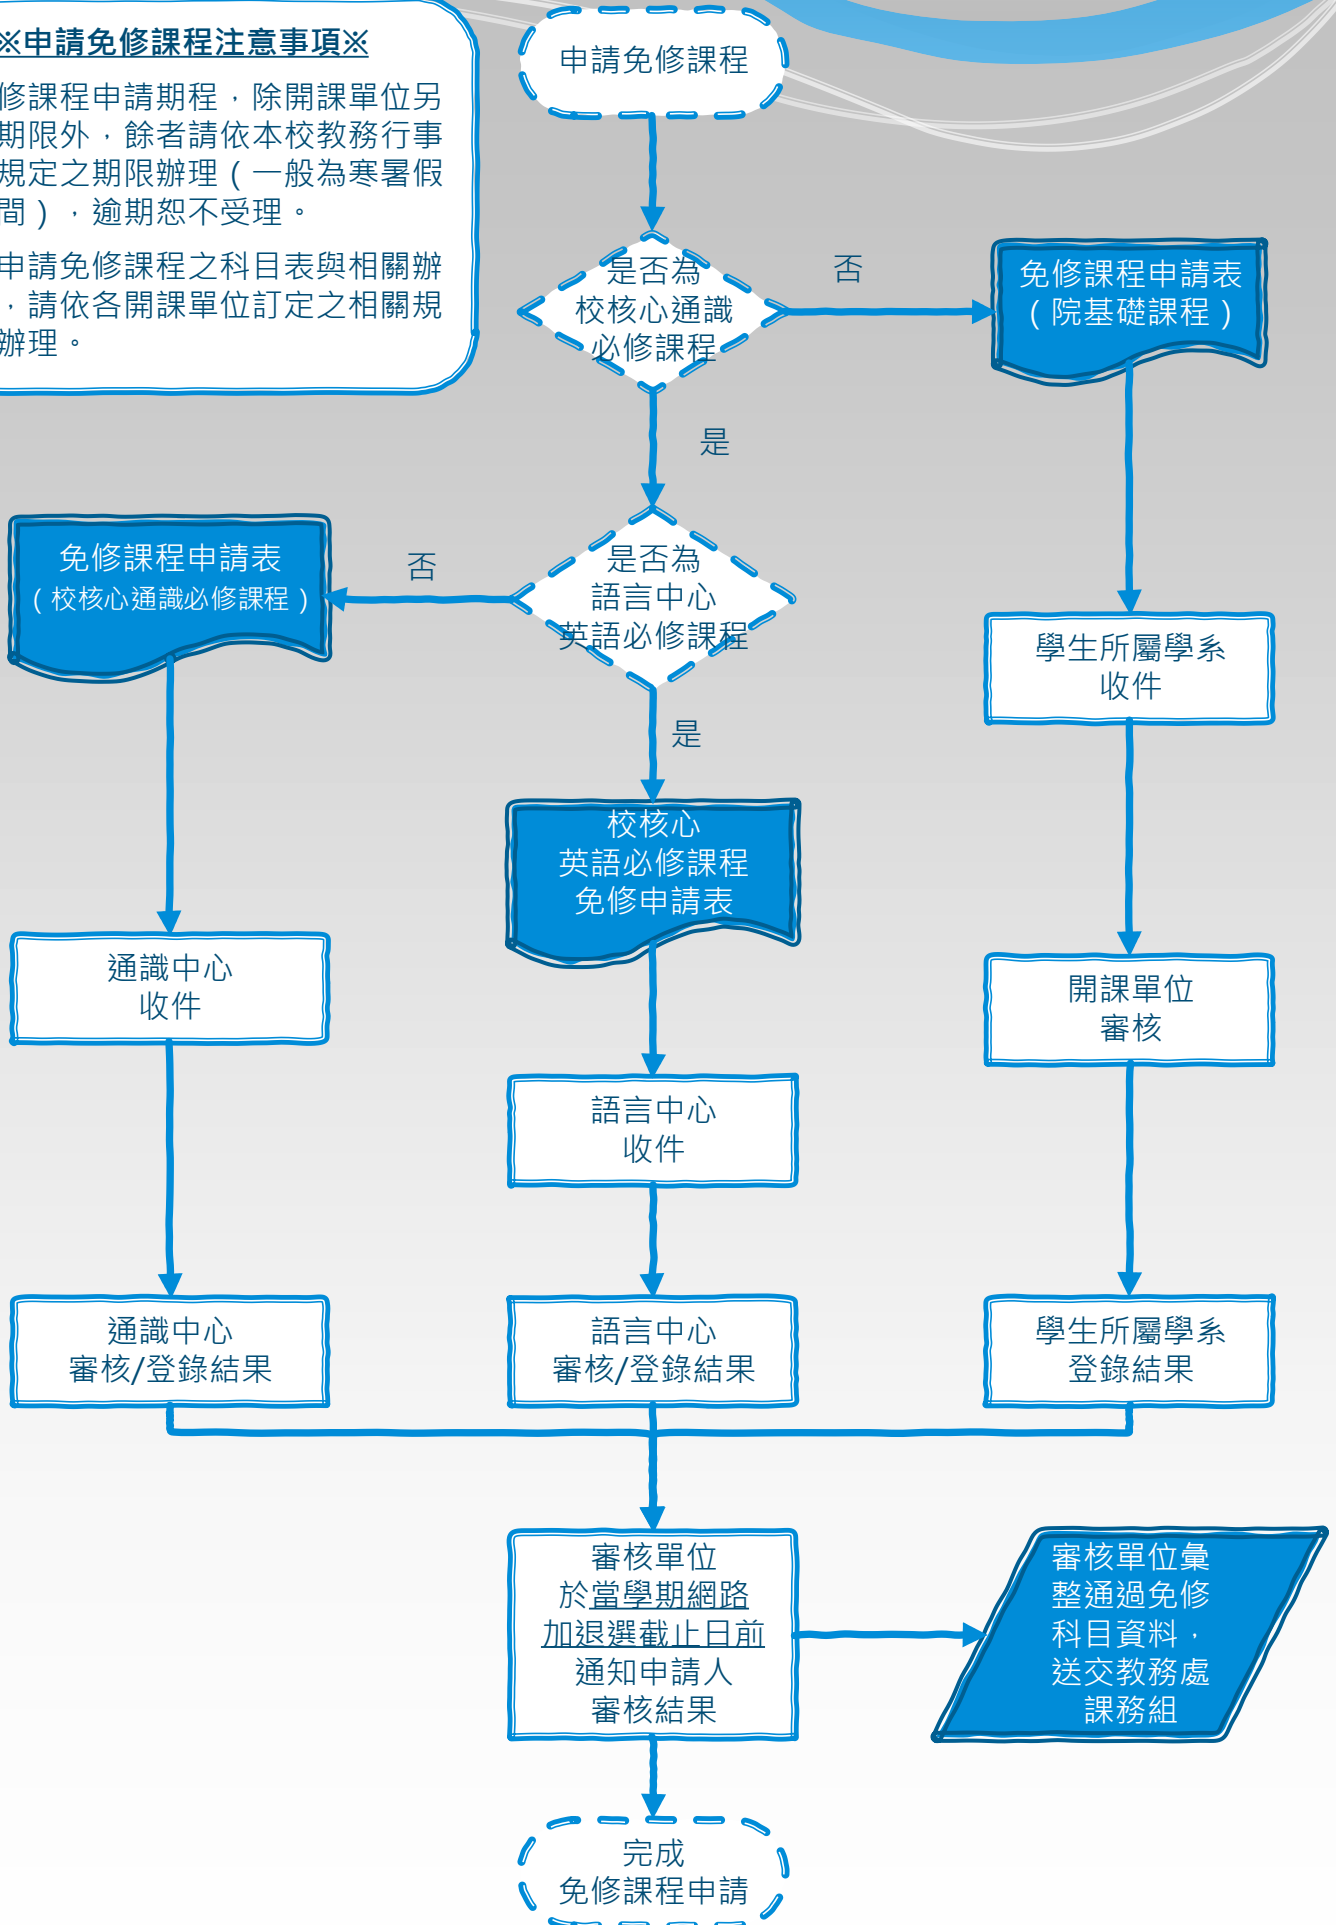 ※申請免修課程注意事項※
修課程申請期程，除開課單位另
期限外，餘者請依本校教務行事
規定之期限辦理（一般為寒暑假
間），逾期恕不受理。
申請免修課程之科目表與相關辦
，請依各開課單位訂定之相關規
辦理。
申請免修課程
是否為
校核心通識
必修課程
否
免修課程申請表
（院基礎課程）
是
免修課程申請表
（校核心通識必修課程）
否
是否為
語言中心
英語必修課程
學生所屬學系
收件
是
校核心
英語必修課程
免修申請表
通識中心
收件
開課單位
審核
語言中心
收件
通識中心
審核/登錄結果
語言中心
審核/登錄結果
學生所屬學系
登錄結果
審核單位
於當學期網路
加退選截止日前
通知申請人
審核結果
審核單位彙
整通過免修
科目資料，
送交教務處
課務組
完成
免修課程申請